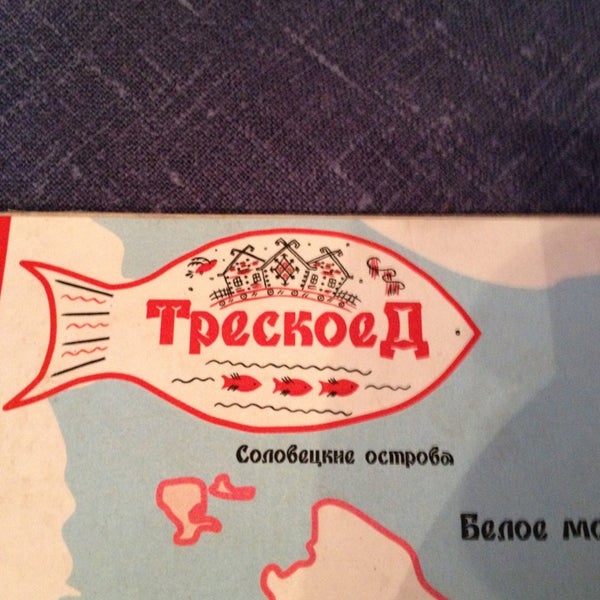 Трескоед
Соловецкие острова
Белое мо